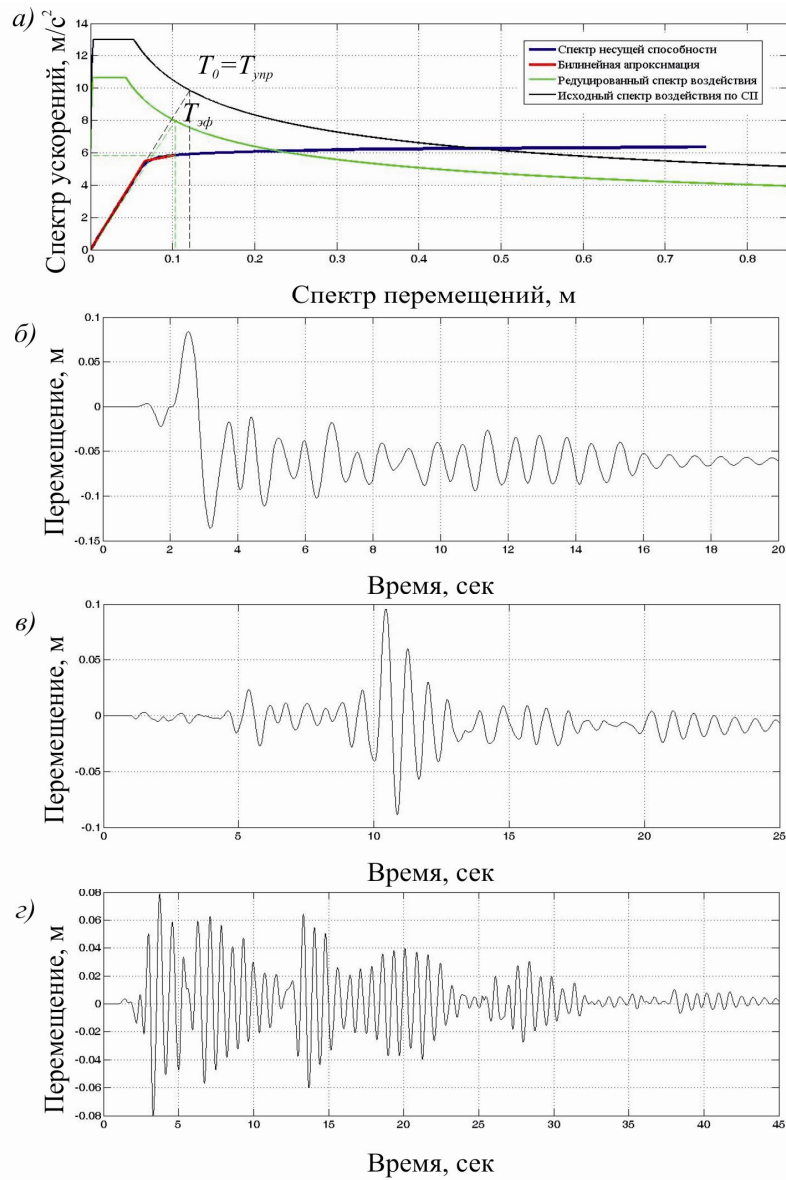 а)
Спектр ускорений, м/с²
14
12
10
8
6
4
2
0
T₀=Tупр
Tэф
Спектр несущей способности
Билинейная апроксимация
Редуцированный спектр воздействия
Исходный спектр воздействия по СП
0 0.1 0.2 0.3 0.4 0.5 0.6 0.7 0.8
Спектр перемещений, м
б)
Перемещение, м
0.1
0.05
0
-0.05
-0.1
-0.15
0 2 4 6 8 10 12 14 16 18 20
Время, сек
в)
Перемещение, м
0.1
0.05
0
-0.05
-0.1
0 5 10 15 20 25
Время, сек
г)
Перемещение, м
0.08
0.06
0.04
0.02
0
-0.02
-0.04
-0.06
-0.08
0 5 10 15 20 25 30 35 40 45
Время, сек